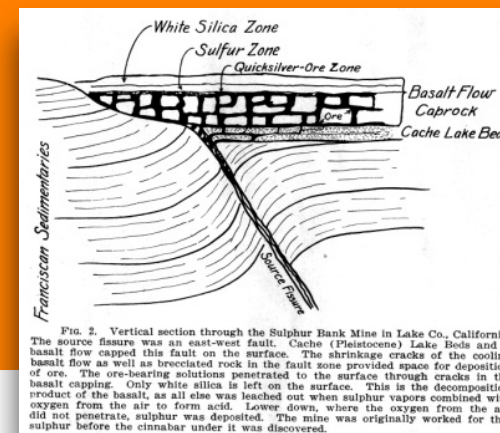 White Silica Zone
Sulfur Zone
Quicksilver-Ore Zone
Basalt Flow
Caprock
Ore
Cache Lake Bed
Franciscan Sedimentaries
Source Fissure
FIG. 2. Vertical section through the Sulphur Bank Mine in Lake Co., Californi
The source fissure was an east-west fault. Cache (Pleistocene) Lake Beds and
basalt flow capped this fault on the surface. The shrinkage cracks of the coolin
basalt flow as well as brecciated rock in the fault zone provided space for depositio
of ore. The ore-bearing solutions penetrated to the surface through cracks in th
basalt capping. Only white silica is left on the surface. This is the decompositio
product of the basalt, as all else was leached out when sulphur vapors combined wit
oxygen from the air to form acid. Lower down, where the oxygen from the a
did not penetrate, sulphur was deposited. The mine was originally worked for th
sulphur before the cinnabar under it was discovered.